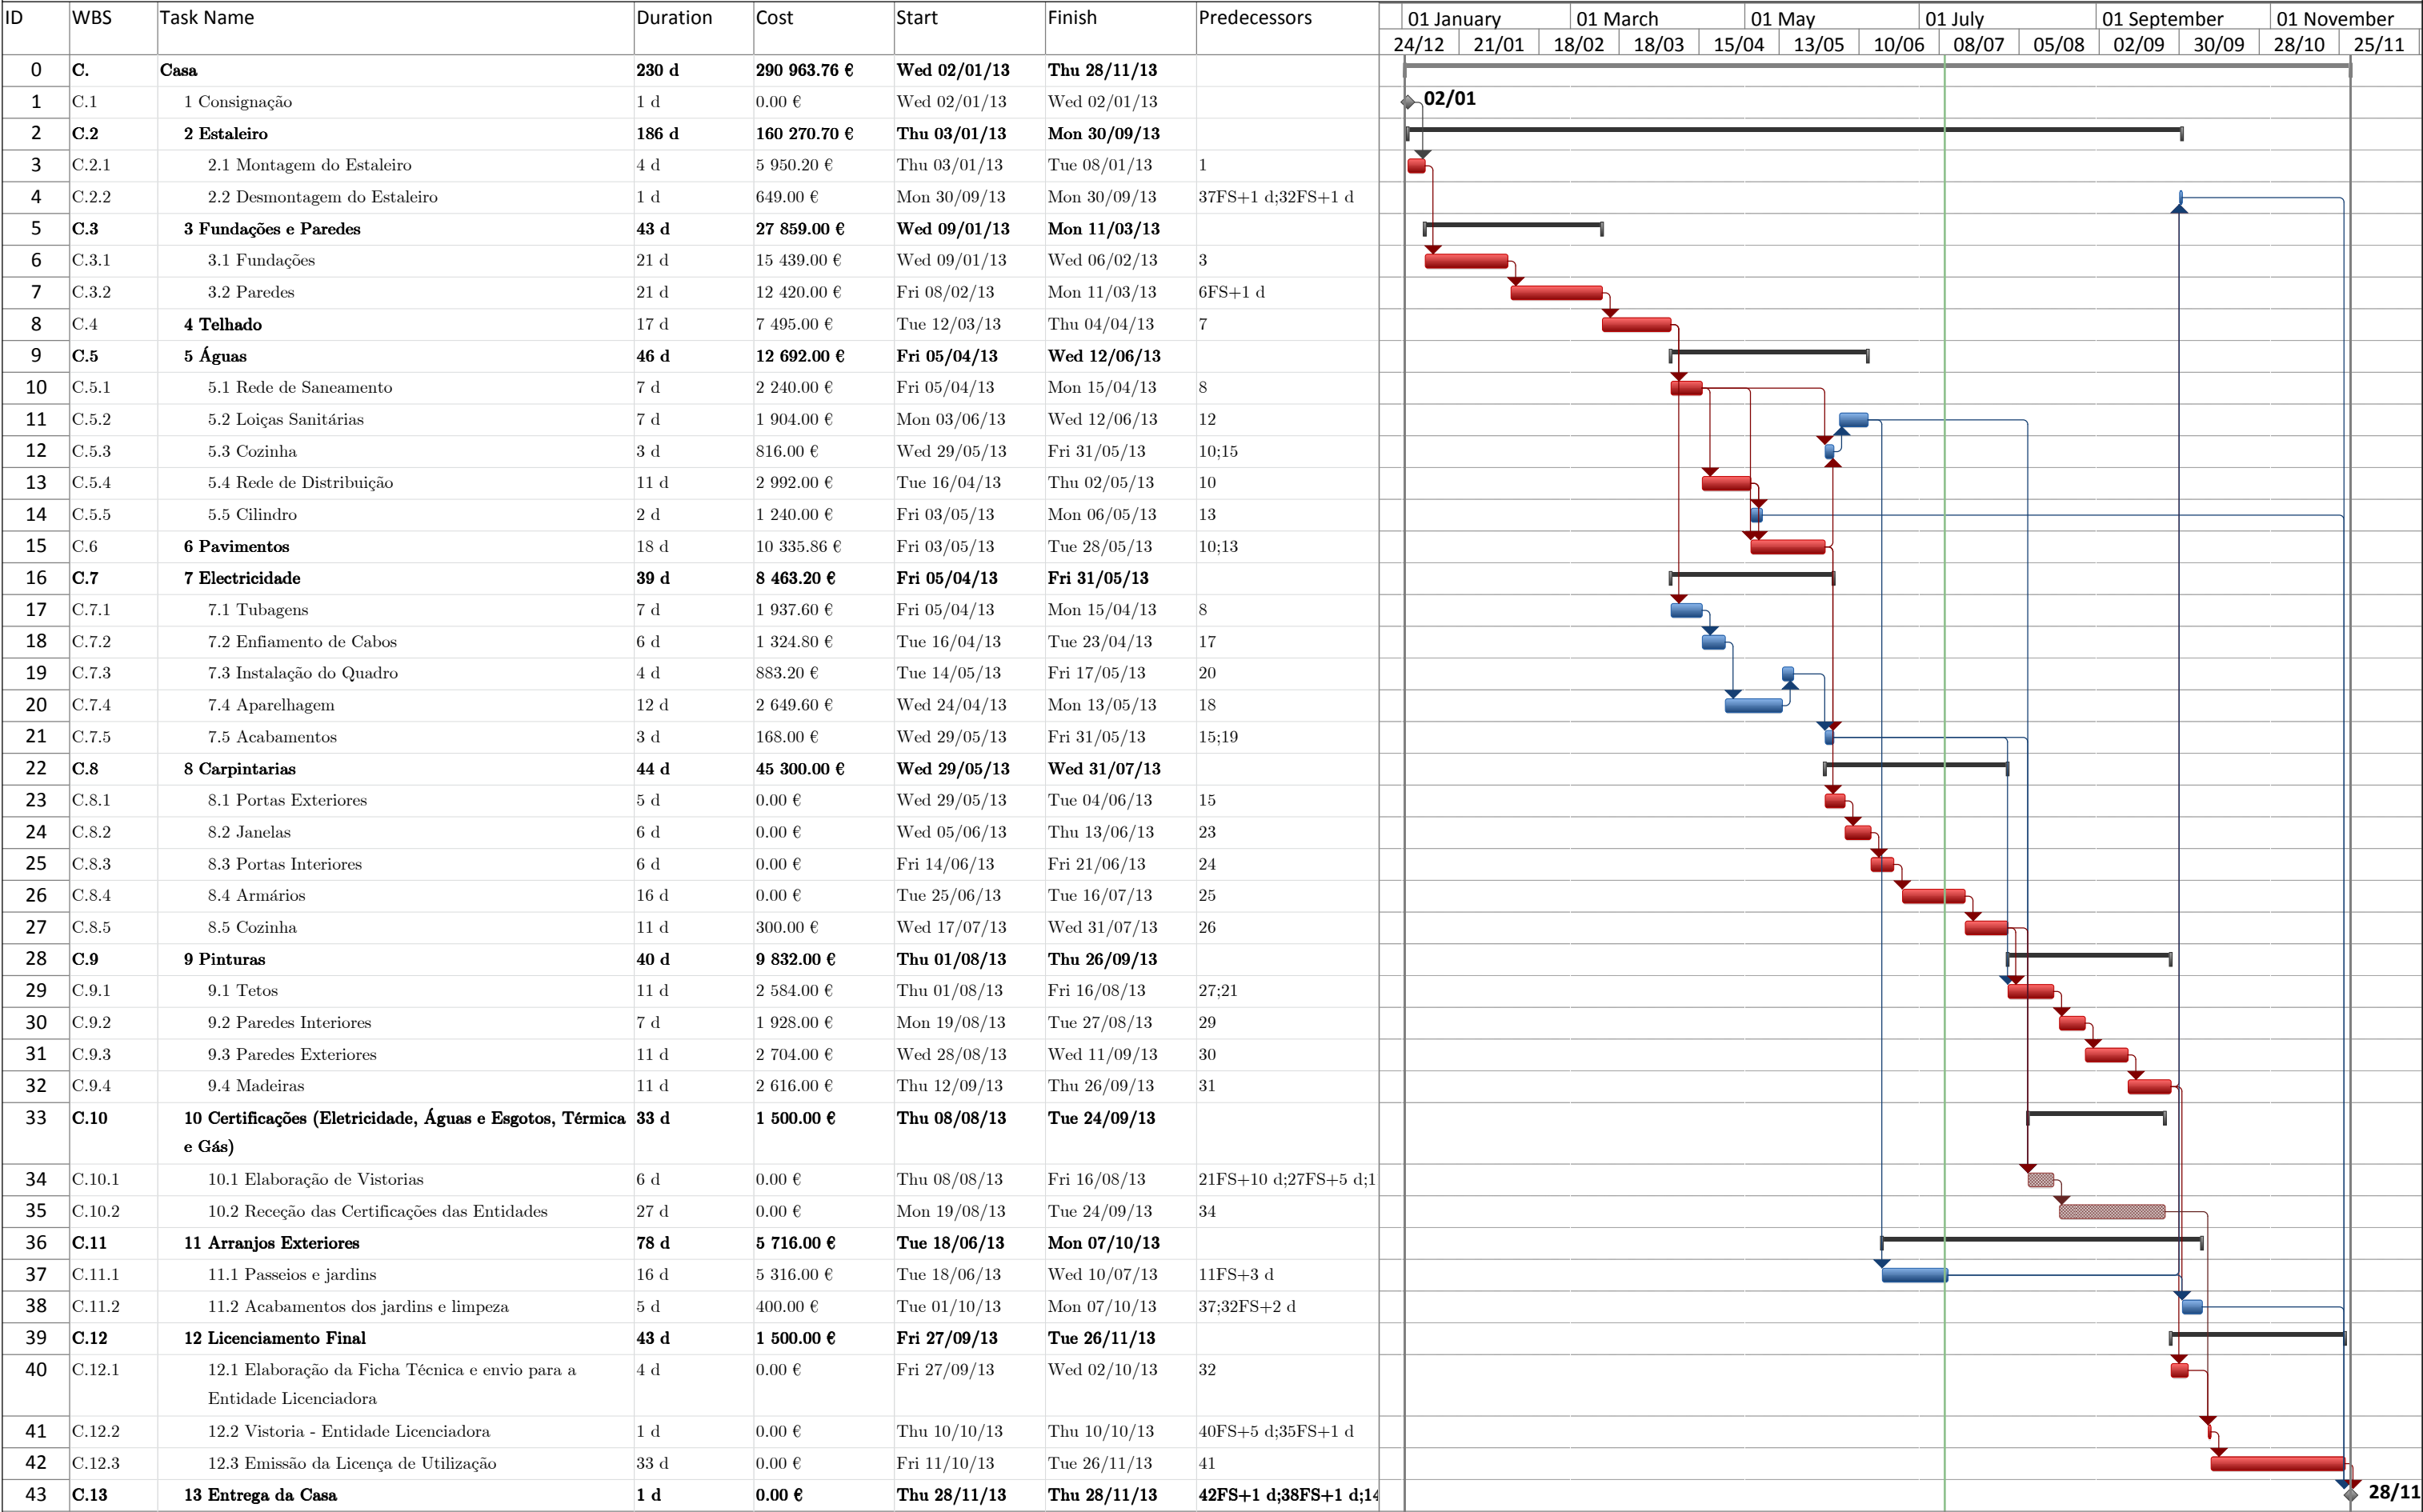 ID WBS Task Name Duration Cost Start Finish Predecessors 01 January 01 March 01 May 01 July 01 September 01 November
24/12 21/01 18/02 18/03 15/04 13/05 10/06 08/07 05/08 02/09 30/09 28/10 25/11
0 C. Casa 230 d 290 963.76 € Wed 02/01/13 Thu 28/11/13
1 C.1 1 Consignação 1 d 0.00 € Wed 02/01/13 Wed 02/01/13 02/01
2 C.2 2 Estaleiro 186 d 160 270.70 € Thu 03/01/13 Mon 30/09/13
3 C.2.1 2.1 Montagem do Estaleiro 4 d 5 950.20 € Thu 03/01/13 Tue 08/01/13 1
4 C.2.2 2.2 Desmontagem do Estaleiro 1 d 649.00 € Mon 30/09/13 Mon 30/09/13 37FS+1 d;32FS+1 d
5 C.3 3 Fundações e Paredes 43 d 27 859.00 € Wed 09/01/13 Mon 11/03/13
6 C.3.1 3.1 Fundações 21 d 15 439.00 € Wed 09/01/13 Wed 06/02/13 3
7 C.3.2 3.2 Paredes 21 d 12 420.00 € Fri 08/02/13 Mon 11/03/13 6FS+1 d
8 C.4 4 Telhado 17 d 7 495.00 € Tue 12/03/13 Thu 04/04/13 7
9 C.5 5 Águas 46 d 12 692.00 € Fri 05/04/13 Wed 12/06/13
10 C.5.1 5.1 Rede de Saneamento 7 d 2 240.00 € Fri 05/04/13 Mon 15/04/13 8
11 C.5.2 5.2 Loiças Sanitárias 7 d 1 904.00 € Mon 03/06/13 Wed 12/06/13 12
12 C.5.3 5.3 Cozinha 3 d 816.00 € Wed 29/05/13 Fri 31/05/13 10;15
13 C.5.4 5.4 Rede de Distribuição 11 d 2 992.00 € Tue 16/04/13 Thu 02/05/13 10
14 C.5.5 5.5 Cilindro 2 d 1 240.00 € Fri 03/05/13 Mon 06/05/13 13
15 C.6 6 Pavimentos 18 d 10 335.86 € Fri 03/05/13 Tue 28/05/13 10;13
16 C.7 7 Electricidade 39 d 8 463.20 € Fri 05/04/13 Fri 31/05/13
17 C.7.1 7.1 Tubagens 7 d 1 937.60 € Fri 05/04/13 Mon 15/04/13 8
18 C.7.2 7.2 Enfiamento de Cabos 6 d 1 324.80 € Tue 16/04/13 Tue 23/04/13 17
19 C.7.3 7.3 Instalação do Quadro 4 d 883.20 € Tue 14/05/13 Fri 17/05/13 20
20 C.7.4 7.4 Aparelhagem 12 d 2 649.60 € Wed 24/04/13 Mon 13/05/13 18
21 C.7.5 7.5 Acabamentos 3 d 168.00 € Wed 29/05/13 Fri 31/05/13 15;19
22 C.8 8 Carpintarias 44 d 45 300.00 € Wed 29/05/13 Wed 31/07/13
23 C.8.1 8.1 Portas Exteriores 5 d 0.00 € Wed 29/05/13 Tue 04/06/13 15
24 C.8.2 8.2 Janelas 6 d 0.00 € Wed 05/06/13 Thu 13/06/13 23
25 C.8.3 8.3 Portas Interiores 6 d 0.00 € Fri 14/06/13 Fri 21/06/13 24
26 C.8.4 8.4 Armários 16 d 0.00 € Tue 25/06/13 Tue 16/07/13 25
27 C.8.5 8.5 Cozinha 11 d 300.00 € Wed 17/07/13 Wed 31/07/13 26
28 C.9 9 Pinturas 40 d 9 832.00 € Thu 01/08/13 Thu 26/09/13
29 C.9.1 9.1 Tetos 11 d 2 584.00 € Thu 01/08/13 Fri 16/08/13 27;21
30 C.9.2 9.2 Paredes Interiores 7 d 1 928.00 € Mon 19/08/13 Tue 27/08/13 29
31 C.9.3 9.3 Paredes Exteriores 11 d 2 704.00 € Wed 28/08/13 Wed 11/09/13 30
32 C.9.4 9.4 Madeiras 11 d 2 616.00 € Thu 12/09/13 Thu 26/09/13 31
33 C.10 10 Certificações (Eletricidade, Águas e Esgotos, Térmica 33 d 1 500.00 € Thu 08/08/13 Tue 24/09/13
e Gás)
34 C.10.1 10.1 Elaboração de Vistorias 6 d 0.00 € Thu 08/08/13 Fri 16/08/13 21FS+10 d;27FS+5 d;1
35 C.10.2 10.2 Receção das Certificações das Entidades 27 d 0.00 € Mon 19/08/13 Tue 24/09/13 34
36 C.11 11 Arranjos Exteriores 78 d 5 716.00 € Tue 18/06/13 Mon 07/10/13
37 C.11.1 11.1 Passeios e jardins 16 d 5 316.00 € Tue 18/06/13 Wed 10/07/13 11FS+3 d
38 C.11.2 11.2 Acabamentos dos jardins e limpeza 5 d 400.00 € Tue 01/10/13 Mon 07/10/13 37;32FS+2 d
39 C.12 12 Licenciamento Final 43 d 1 500.00 € Fri 27/09/13 Tue 26/11/13
40 C.12.1 12.1 Elaboração da Ficha Técnica e envio para a 4 d 0.00 € Fri 27/09/13 Wed 02/10/13 32
Entidade Licenciadora
41 C.12.2 12.2 Vistoria - Entidade Licenciadora 1 d 0.00 € Thu 10/10/13 Thu 10/10/13 40FS+5 d;35FS+1 d
42 C.12.3 12.3 Emissão da Licença de Utilização 33 d 0.00 € Fri 11/10/13 Tue 26/11/13 41
43 C.13 13 Entrega da Casa 1 d 0.00 € Thu 28/11/13 Thu 28/11/13 42FS+1 d;38FS+1 d;14 28/11